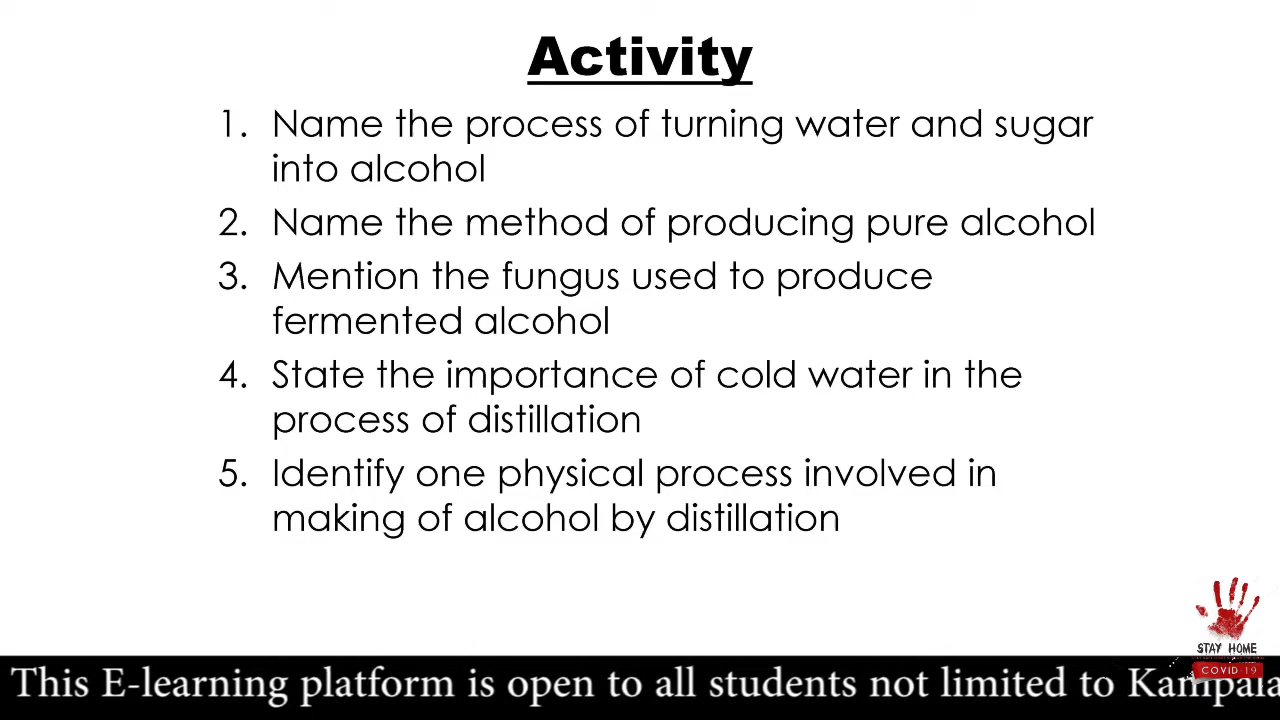 Activity
1. Name the process of turning water and sugar
into alcohol
2. Name the method of producing pure alcohol
3. Mention the fungus used to produce
fermented alcohol
4. State the importance of cold water in the
process of distillation
5. Identify one physical process involved in
making of alcohol by distillation
STAY HOME
COVID 19
This E-learning platform is open to all students not limited to Kampala